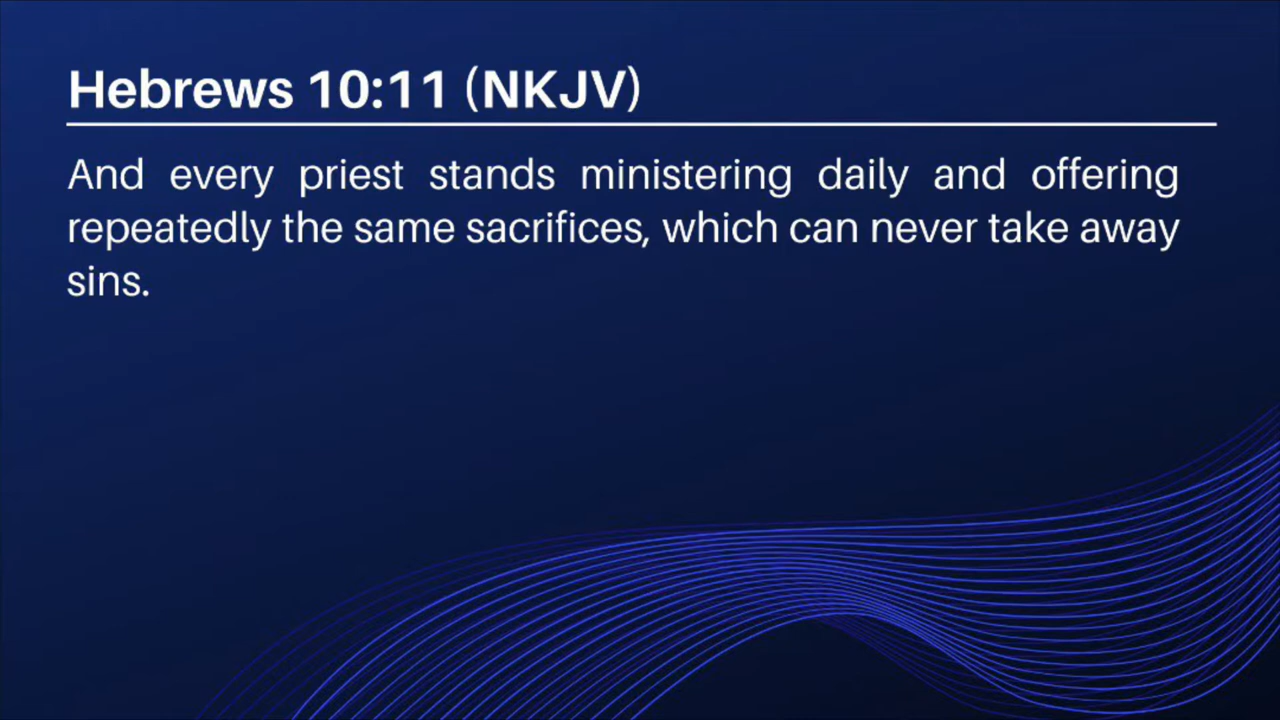 Hebrews 10:11 (NKJV)
And every priest stands ministering daily and offering
repeatedly the same sacrifices, which can never take away
sins.